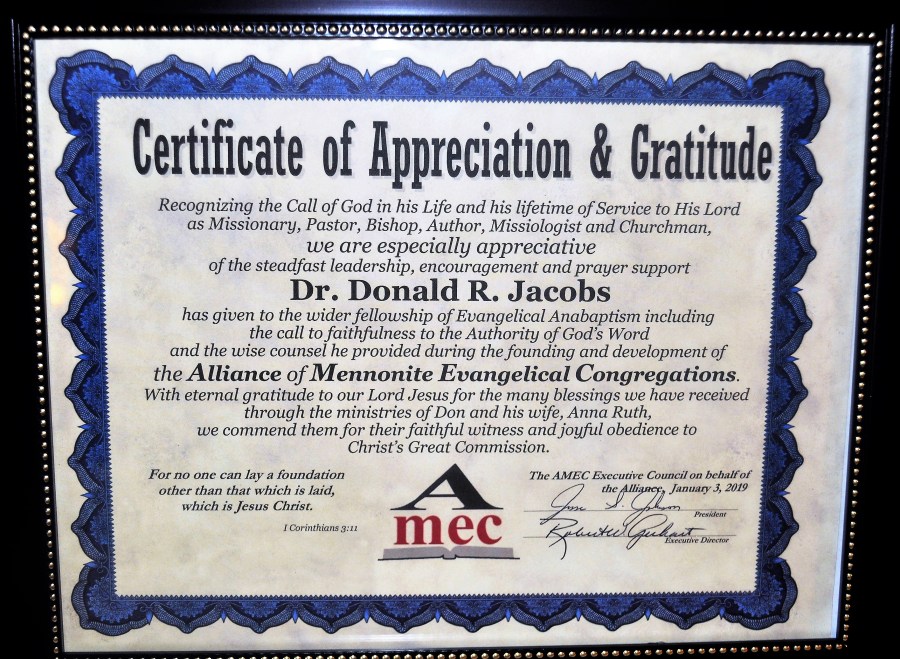 Certificate of Appreciation & Gratitude
Recognizing the Call of God in his Life and his lifetime of Service to His Lord
as Missionary, Pastor, Bishop, Author, Missiologist and Churchman,
we are especially appreciative
of the steadfast leadership, encouragement and prayer support
Dr. Donald R. Jacobs
has given to the wider fellowship of Evangelical Anabaptism including
the call to faithfulness to the Authority of God's Word
and the wise counsel he provided during the founding and development of
the Alliance of Mennonite Evangelical Congregations.
With eternal gratitude to our Lord Jesus for the many blessings we have received
through the ministries of Don and his wife, Anna Ruth,
we commend them for their faithful witness and joyful obedience to
Christ's Great Commission.
For no one can lay a foundation
other than that which is laid,
which is Jesus Christ.
I Corinthians 3:11
A
mec
The AMEC Executive Council on behalf of
the Alliance, January 3, 2019
President
Executive Director